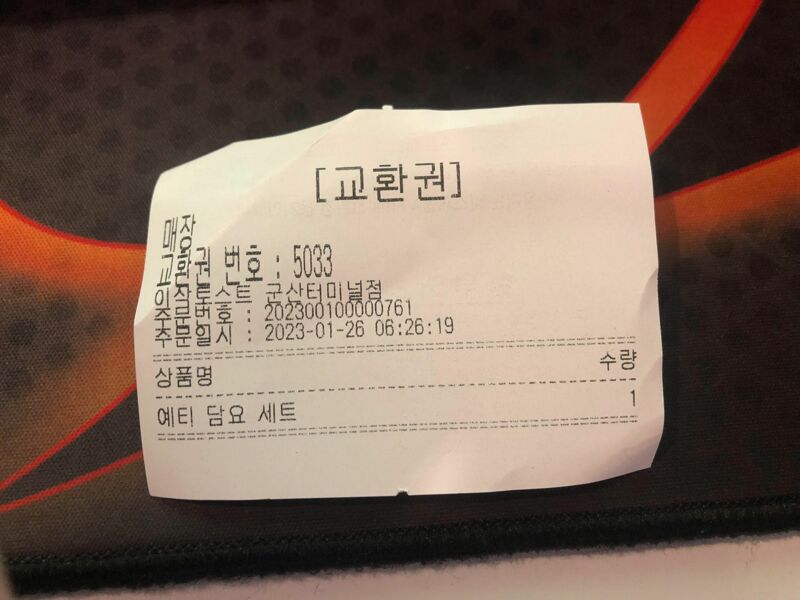 [교환권]
매장
교환권 번호 : 5033
이삭토스트 군산터미널점
주문번호 : 202300100000761
주문일시 : 2023-01-26 06:26:19
상품명 수량
예티 담요 세트 1